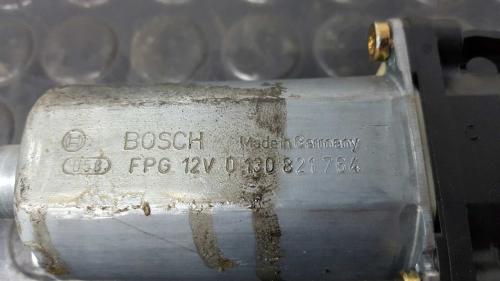 BOSCH Made in Germany
FPG 12V 0 130 821 764